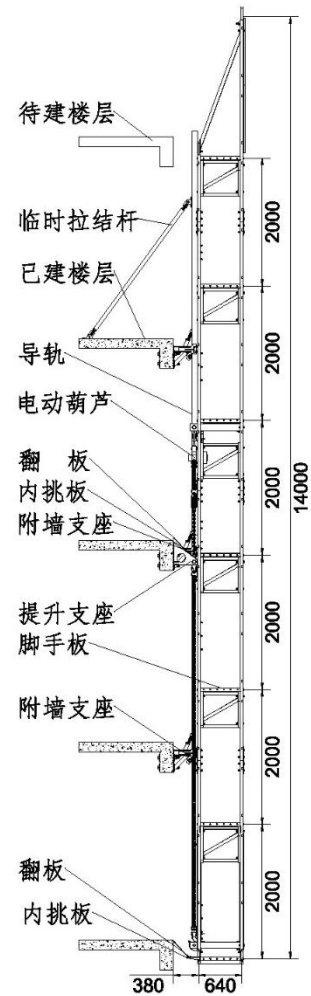 待建楼层
临时拉结杆
已建楼层
导轨
电动葫芦
翻 板
内挑板
附墙支座
提升支座
脚手板
附墙支座
翻板
内挑板
2000
2000
2000
2000
2000
2000
14000
380
640